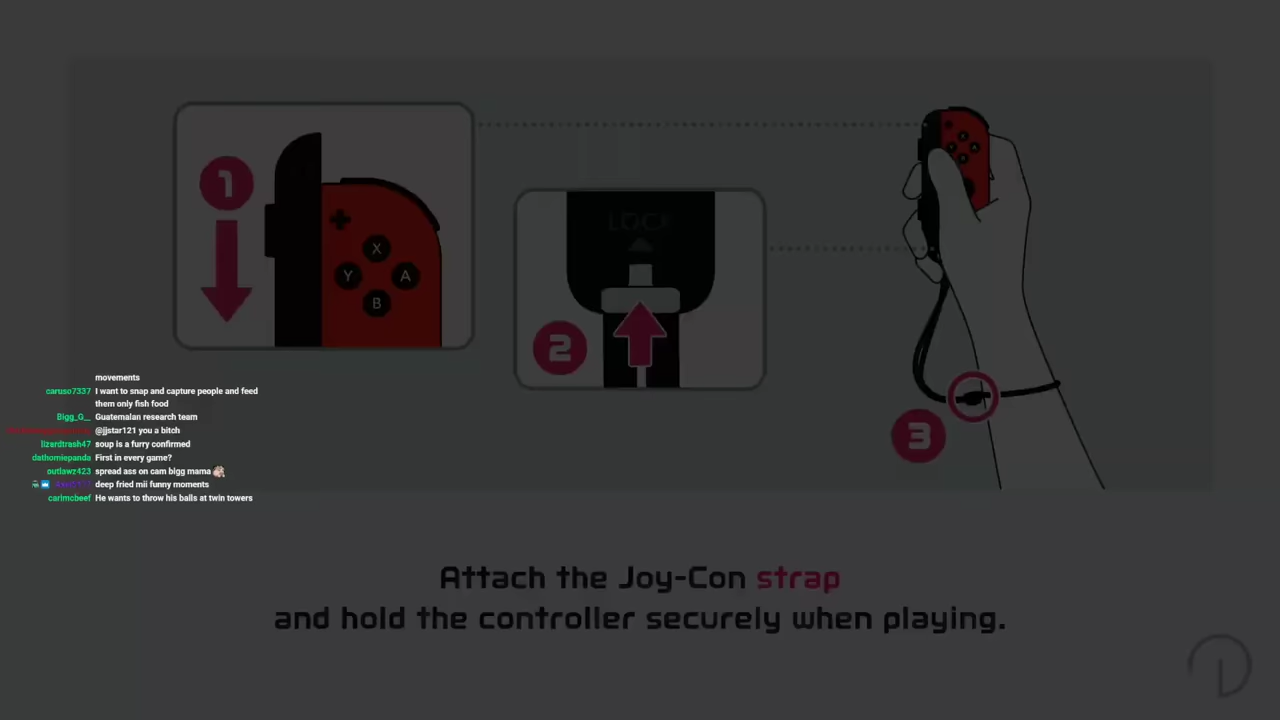 1
X
Y
A
B
LOCK
2
3
movements
caruso7337 I want to snap and capture people and feed
them only fish food
Bigg_G__ Guatemalan research team
@jjstar121 you a bitch
lizardtrash47 soup is a furry confirmed
dathomiepanda First in every game?
outlawz423 spread ass on cam bigg mama
deep fried mii funny moments
carlmcbeef He wants to throw his balls at twin towers
Attach the Joy-Con strap
and hold the controller securely when playing.